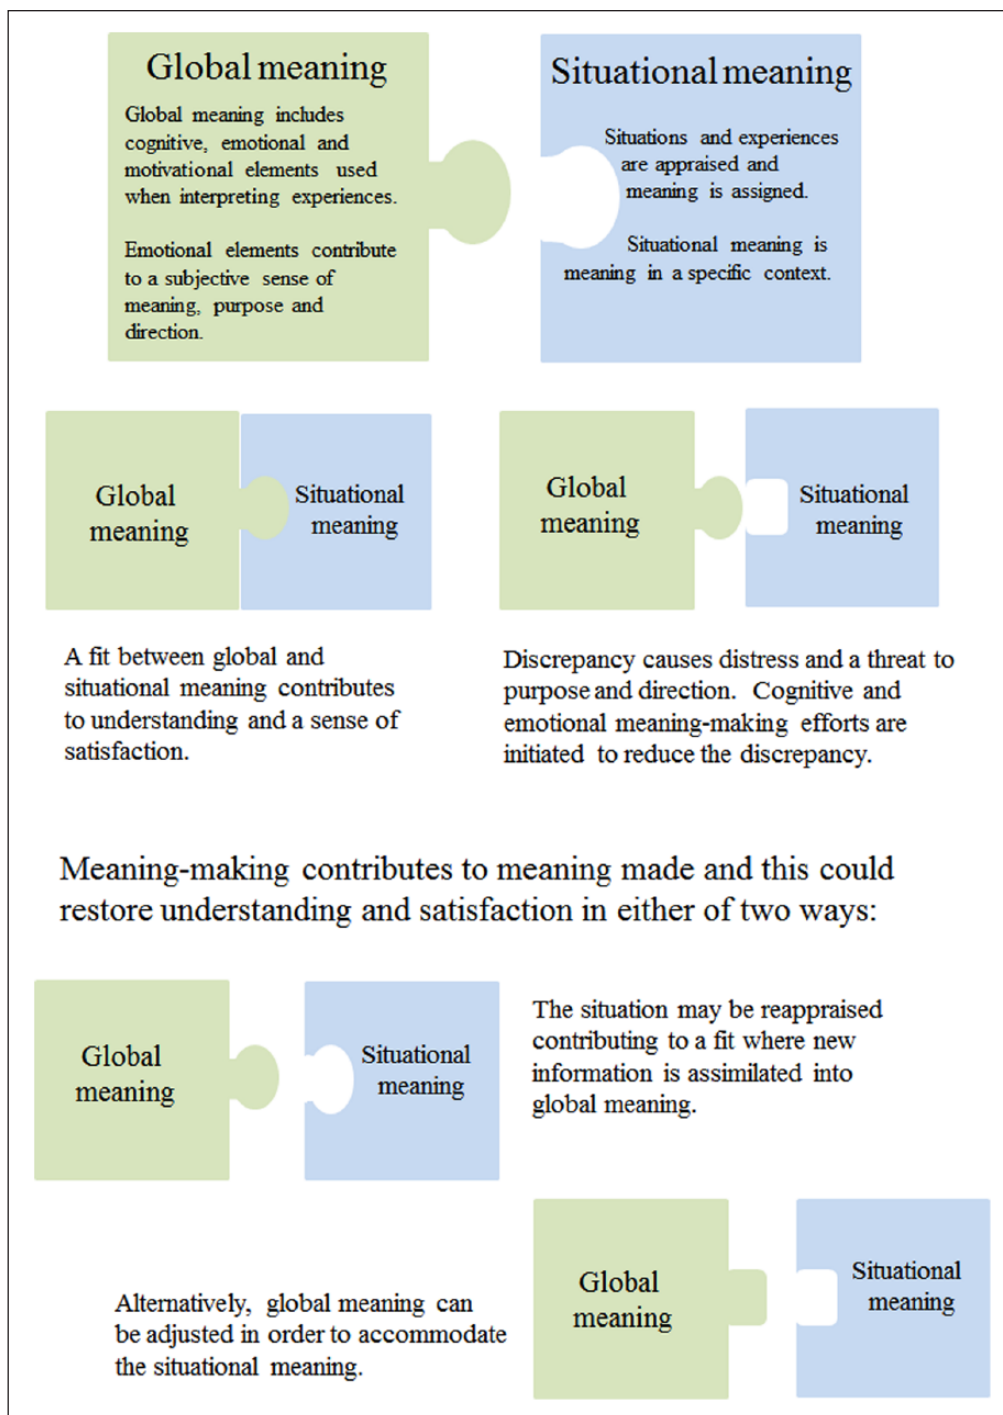 Global meaning
Global meaning includes
cognitive, emotional and
motivational elements used
when interpreting experiences.
Emotional elements contribute
to a subjective sense of
meaning, purpose and
direction.
Situational meaning
Situations and experiences
are appraised and
meaning is assigned.
Situational meaning is
meaning in a specific context.
Global
meaning
Situational
meaning
Global
meaning
Situational
meaning
A fit between global and
situational meaning contributes
to understanding and a sense of
satisfaction.
Discrepancy causes distress and a threat to
purpose and direction. Cognitive and
emotional meaning-making efforts are
initiated to reduce the discrepancy.
Meaning-making contributes to meaning made and this could
restore understanding and satisfaction in either of two ways:
Global
meaning
Situational
meaning
The situation may be reappraised
contributing to a fit where new
information is assimilated into
global meaning.
Alternatively, global meaning can
be adjusted in order to accommodate
the situational meaning.
Global
meaning
Situational
meaning